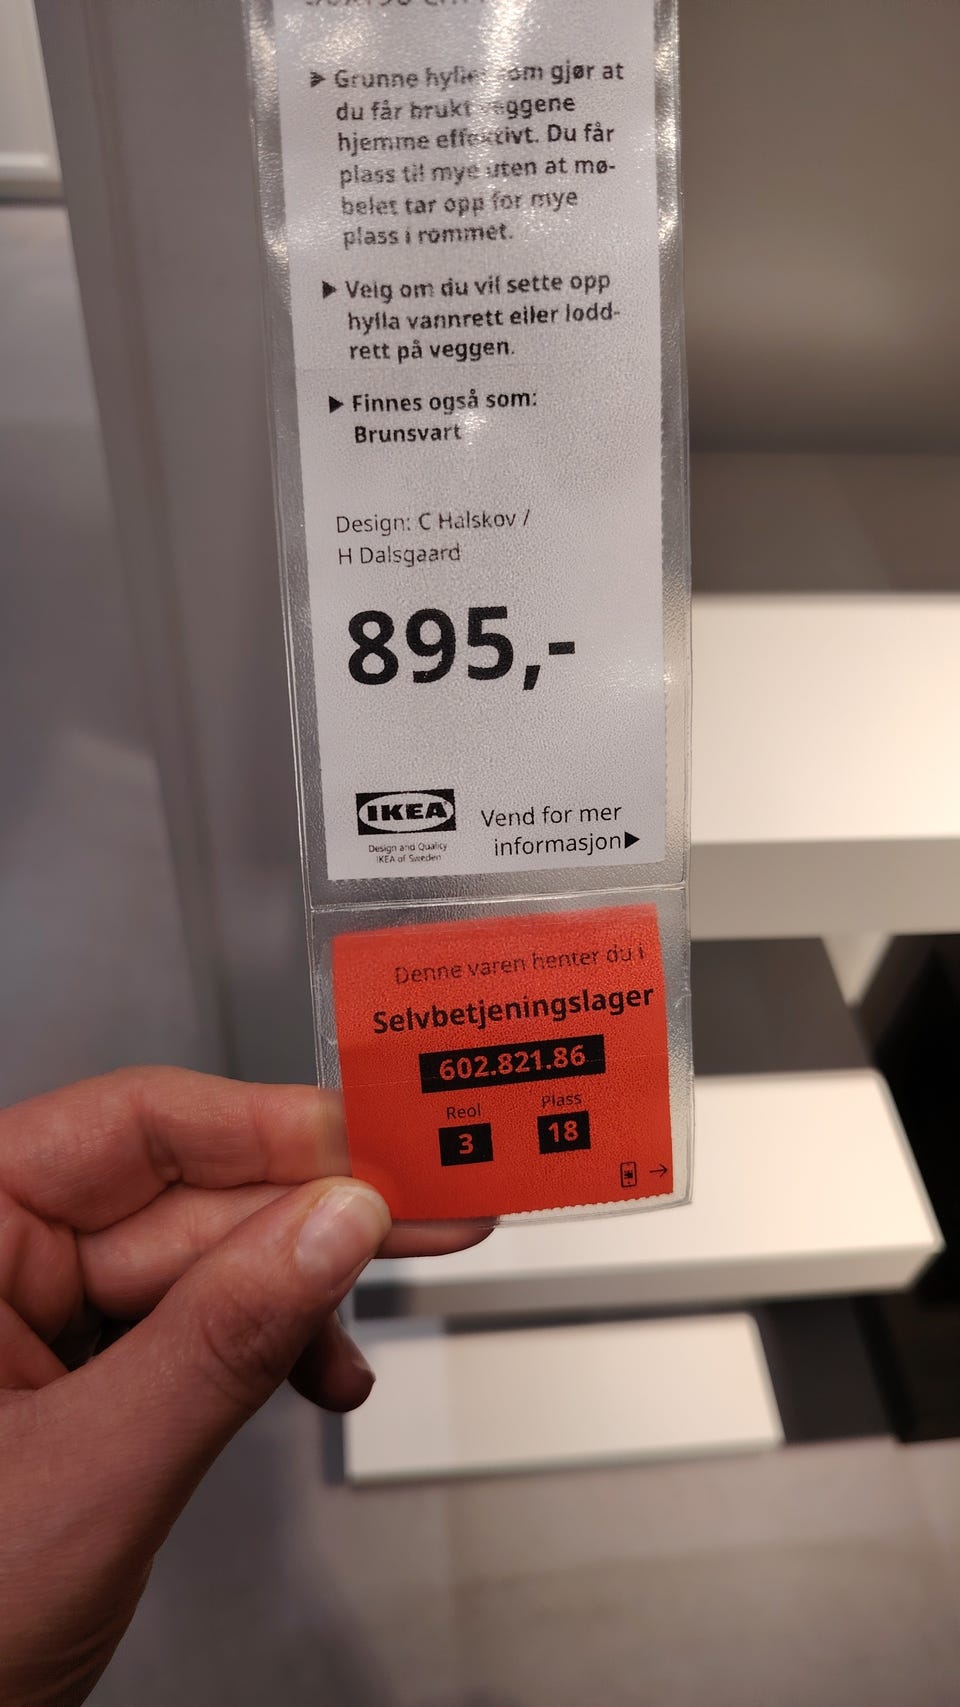 ► Grunne hyller som gjør at
du får brukt veggene
hjemme effektivt. Du får
plass til mye uten at mø-
belet tar opp for mye
plass i rommet.
► Velg om du vil sette opp
hylla vannrett eller lodd-
rett på veggen.
► Finnes også som:
Brunsvart
Design: C Halskov /
H Dalsgaard
895,-
IKEA
Design and Quality
IKEA of Sweden
Vend for mer
informasjon►
Denne varen henter du i
Selvbetjeningslager
602.821.86
Reol
Plass
3
18